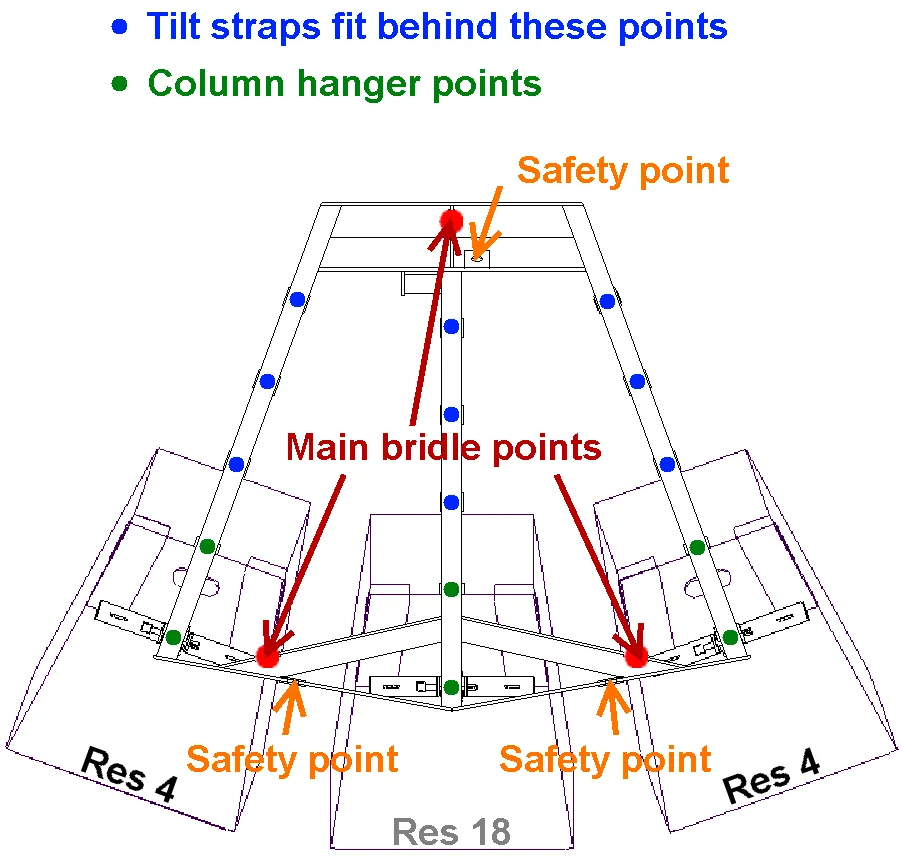 • Tilt straps fit behind these points
• Column hanger points
Safety point
Main bridle points
Safety point
Safety point
Res 4
Res 4
Res 18